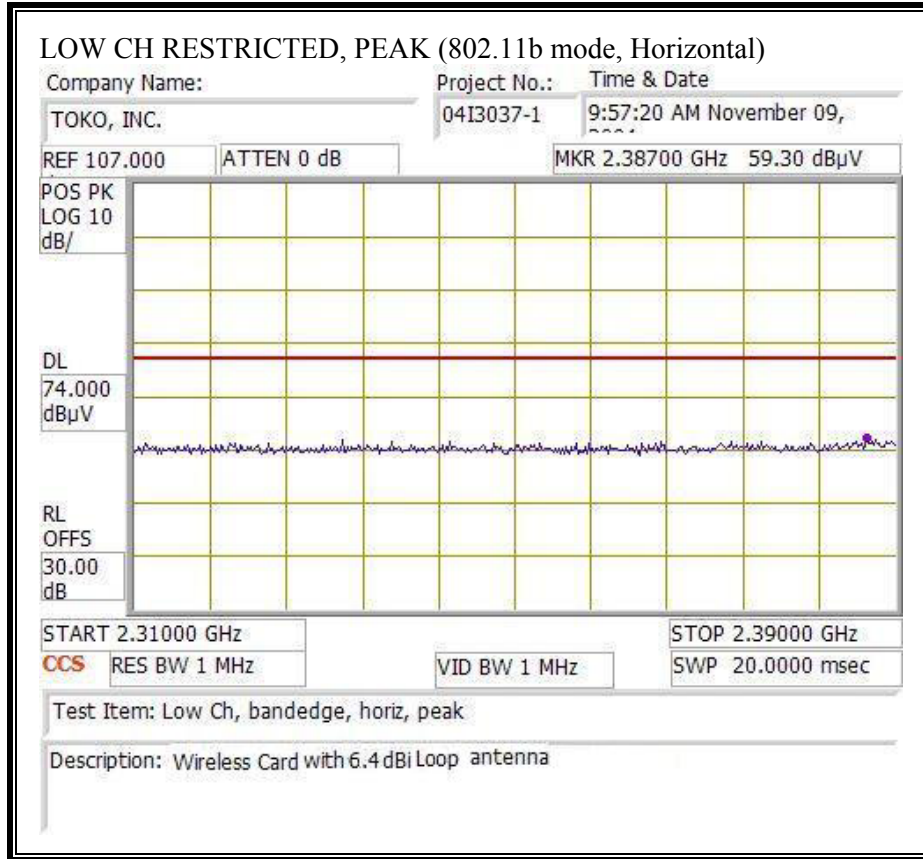 LOW CH RESTRICTED, PEAK (802.11b mode, Horizontal)
Company Name:
Project No.:
Time & Date
TOKO, INC.
04I3037-1
9:57:20 AM November 09,
REF 107.000
ATTEN 0 dB
MKR 2.38700 GHz 59.30 dBµV
POS PK
LOG 10
dB/
DL
74.000
dBµV
RL
OFFS
30.00
dB
START 2.31000 GHz
STOP 2.39000 GHz
CCS
RES BW 1 MHz
VID BW 1 MHz
SWP 20.0000 msec
Test Item: Low Ch, bandedge, horiz, peak
Description: Wireless Card with 6.4 dBi Loop antenna